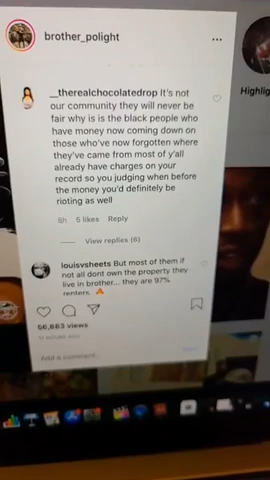 brother_polight
...
__therealchocolatedrop It's not
our community they will never be
fair why is is the black people who
have money now coming down on
those who've now forgotten where
they've came from most of y'all
already have charges on your
record so you judging when before
the money you'd definitely be
rioting as well
8h 5 likes Reply
View replies (6)
louisvsheets But most of them if
not all dont own the property they
live in brother... they are 97%
renters. 🔥
56,683 views
Add a comment...
Highlig